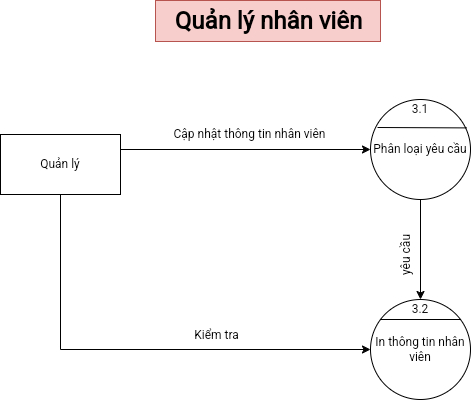 Quản lý nhân viên
3.1
Cập nhật thông tin nhân viên
Phân loại yêu cầu
Quản lý
yêu cầu
3.2
Kiểm tra
In thông tin nhân
viên